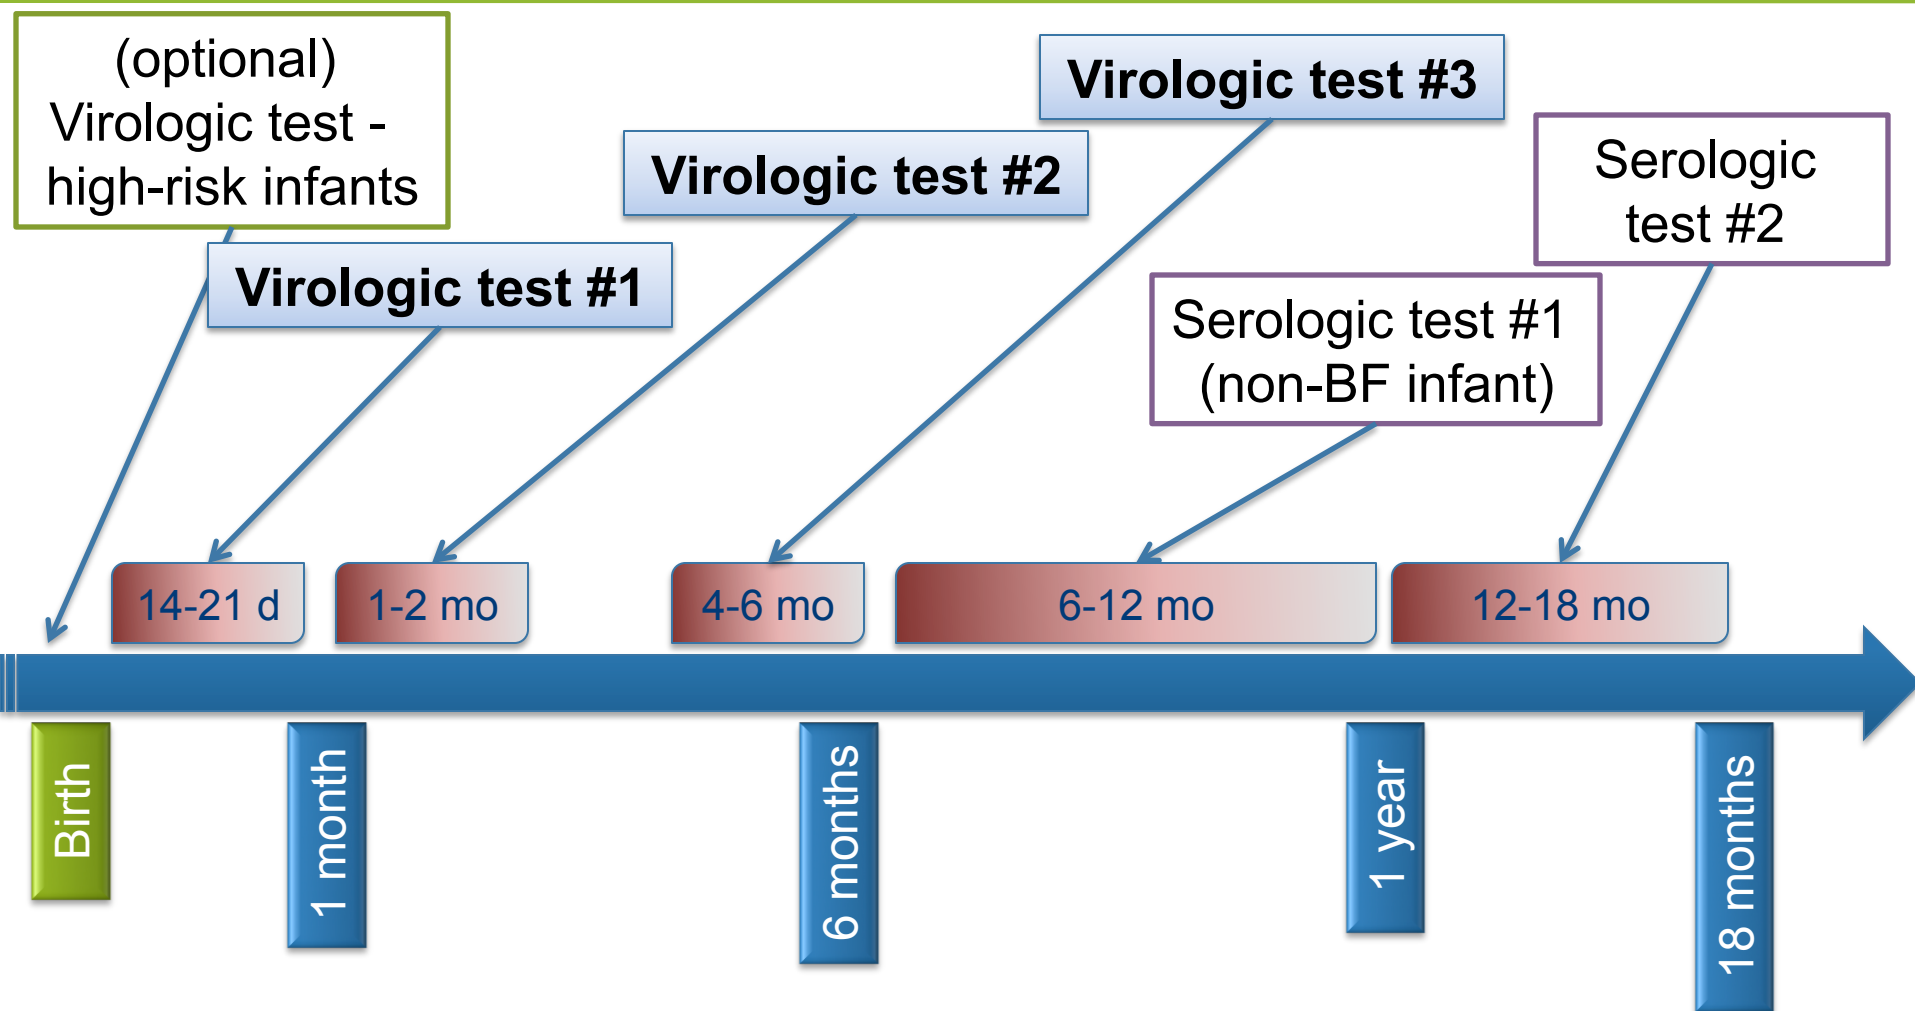 (optional)
Virologic test -
high-risk infants
Virologic test #1
Virologic test #2
Virologic test #3
Serologic test #1
(non-BF infant)
Serologic
test #2
14-21 d
1-2 mo
4-6 mo
6-12 mo
12-18 mo
Birth
1 month
6 months
1 year
18 months